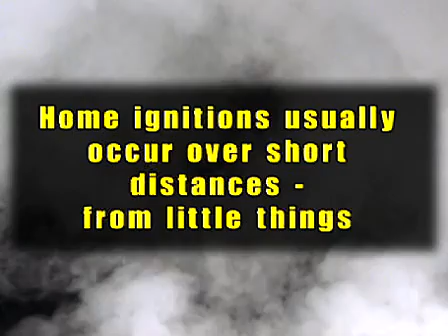 Home ignitions usually
occur over short
distances -
from little things